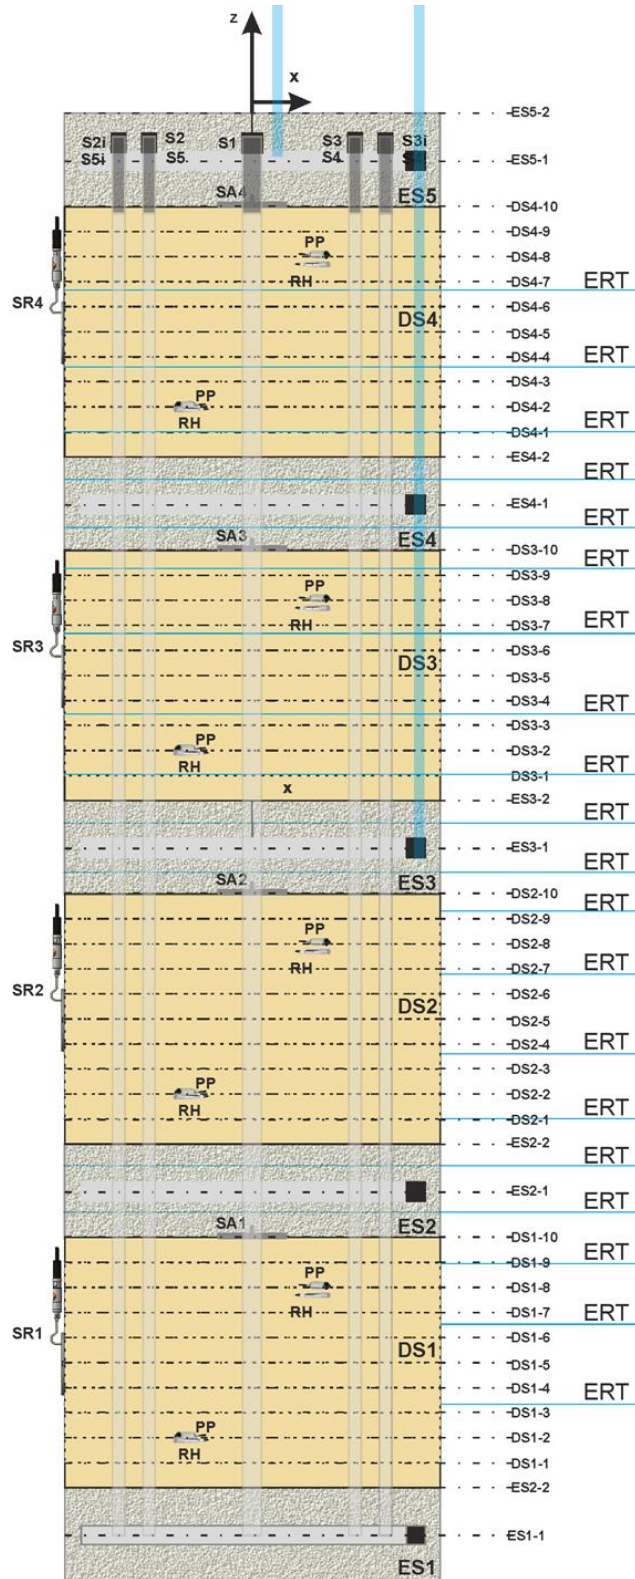 z
x
ES5-2
S2i S2 S1 S3 S3i
S5i S5 S4
ES5-1
SA4 ES5
DS4-10
DS4-9
PP DS4-8
RH DS4-7
ERT
SR4 DS4-6
DS4 DS4-5
DS4-4 ERT
DS4-3
PP DS4-2
RH DS4-1 ERT
ES4-2
ERT
ES4-1
ERT
SA3 ES4
DS3-10 ERT
DS3-9
PP DS3-8
RH DS3-7 ERT
SR3 DS3-6
DS3 DS3-5
DS3-4 ERT
DS3-3
PP DS3-2
RH DS3-1 ERT
x
ES3-2
ERT
ES3-1
ERT
SA2 ES3
DS2-10 ERT
DS2-9
PP DS2-8
RH DS2-7 ERT
SR2 DS2-6
DS2 DS2-5
DS2-4 ERT
DS2-3
PP DS2-2
RH DS2-1 ERT
ES2-2
ERT
ES2-1
ERT
SA1 ES2
DS1-10 ERT
DS1-9
PP DS1-8
RH DS1-7 ERT
SR1 DS1-6
DS1 DS1-5
DS1-4 ERT
DS1-3
PP DS1-2
RH DS1-1
ES2-2
ES1-1
ES1